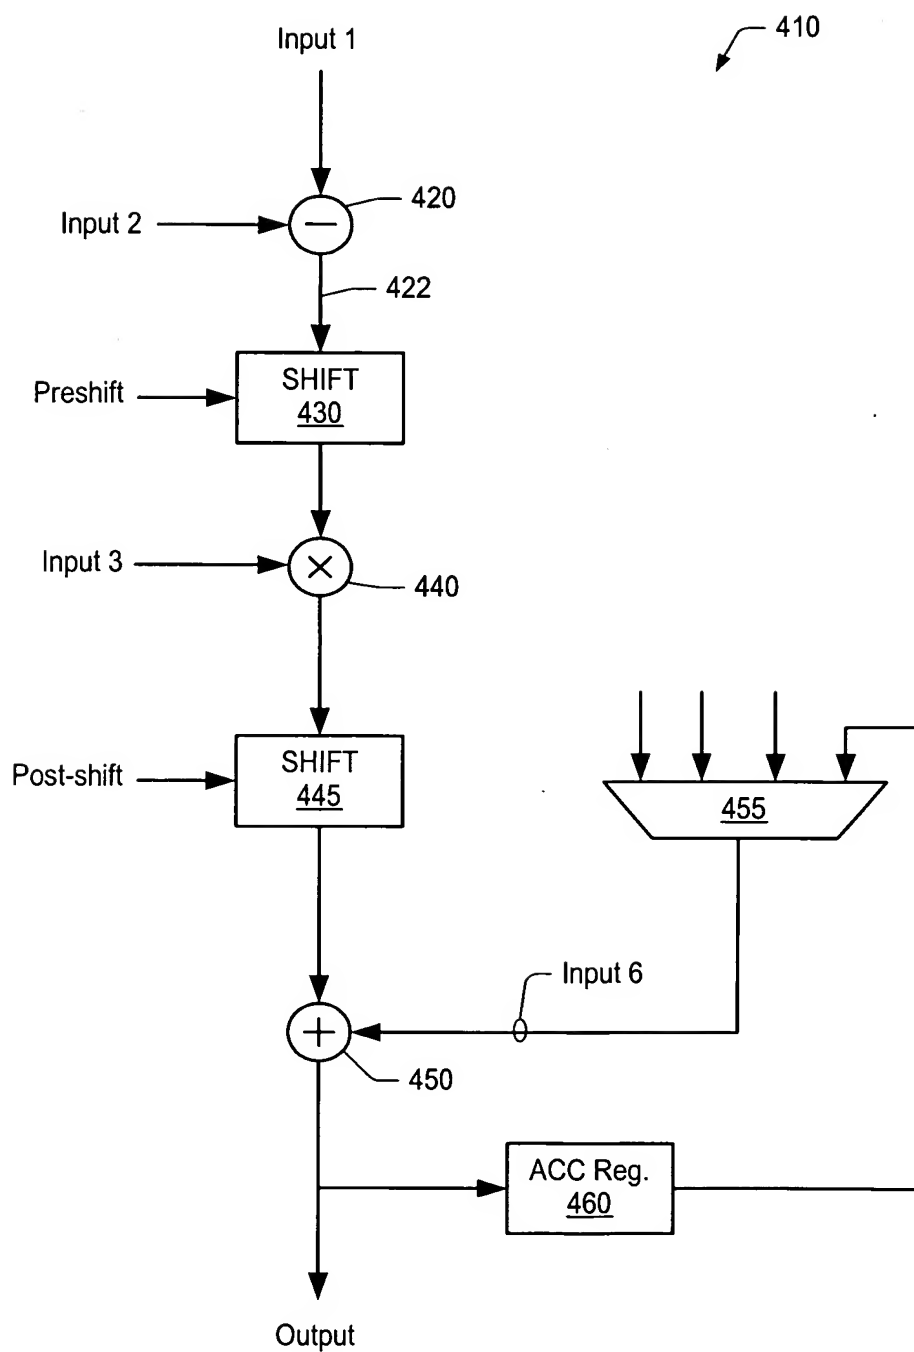 Input 1
410
420
Input 2
422
SHIFT
430
Preshift
Input 3
440
SHIFT
445
Post-shift
455
Input 6
450
ACC Reg.
460
Output